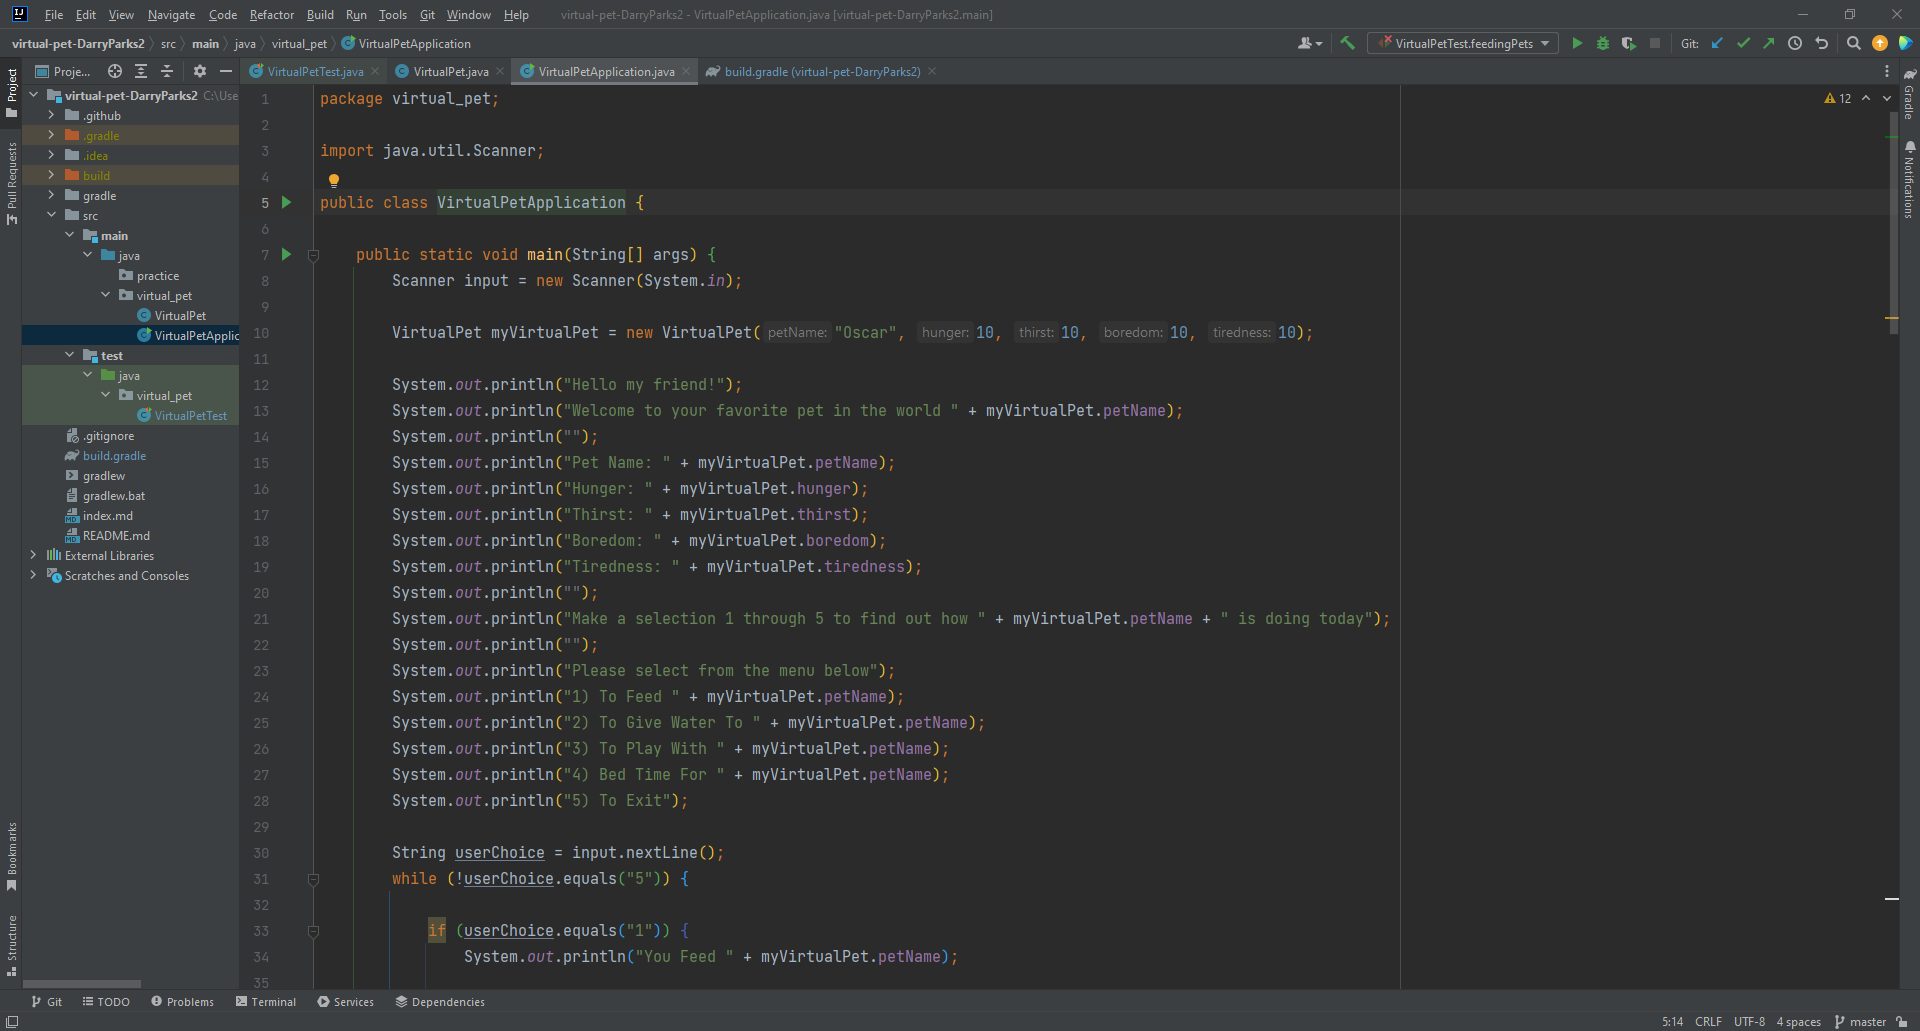 File Edit View Navigate Code Refactor Build Run Tools Git Window Help virtual-pet-DarryParks2 - VirtualPetApplication.java [virtual-pet-DarryParks2.main]
virtual-pet-DarryParks2 src main java virtual_pet VirtualPetApplication VirtualPetTest.feedingPets Git:
Proje... VirtualPetTest.java VirtualPet.java VirtualPetApplication.java build.gradle (virtual-pet-DarryParks2)
Project
Pull Requests
Bookmarks
Structure
virtual-pet-DarryParks2 C:\Use
.github
.gradle
.idea
build
gradle
src
main
java
practice
virtual_pet
VirtualPet
VirtualPetApplic
test
java
virtual_pet
VirtualPetTest
.gitignore
build.gradle
gradlew
gradlew.bat
index.md
README.md
External Libraries
Scratches and Consoles
12
1 package virtual_pet;
2
3 import java.util.Scanner;
4
5 public class VirtualPetApplication {
6
7 public static void main(String[] args) {
8 Scanner input = new Scanner(System.in);
9
10 VirtualPet myVirtualPet = new VirtualPet( petName: "Oscar", hunger: 10, thirst: 10, boredom: 10, tiredness: 10);
11
12 System.out.println("Hello my friend!");
13 System.out.println("Welcome to your favorite pet in the world " + myVirtualPet.petName);
14 System.out.println("");
15 System.out.println("Pet Name: " + myVirtualPet.petName);
16 System.out.println("Hunger: " + myVirtualPet.hunger);
17 System.out.println("Thirst: " + myVirtualPet.thirst);
18 System.out.println("Boredom: " + myVirtualPet.boredom);
19 System.out.println("Tiredness: " + myVirtualPet.tiredness);
20 System.out.println("");
21 System.out.println("Make a selection 1 through 5 to find out how " + myVirtualPet.petName + " is doing today");
22 System.out.println("");
23 System.out.println("Please select from the menu below");
24 System.out.println("1) To Feed " + myVirtualPet.petName);
25 System.out.println("2) To Give Water To " + myVirtualPet.petName);
26 System.out.println("3) To Play With " + myVirtualPet.petName);
27 System.out.println("4) Bed Time For " + myVirtualPet.petName);
28 System.out.println("5) To Exit");
29
30 String userChoice = input.nextLine();
31 while (!userChoice.equals("5")) {
32
33 if (userChoice.equals("1")) {
34 System.out.println("You Feed " + myVirtualPet.petName);
35
Gradle
Notifications
Git TODO Problems Terminal Services Dependencies
5:14 CRLF UTF-8 4 spaces master